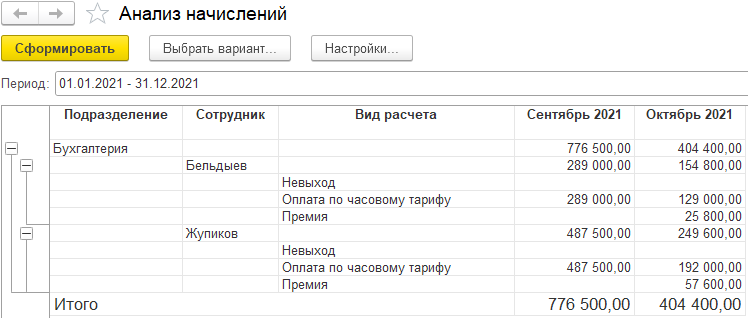 Анализ начислений
Сформировать Выбрать вариант... Настройки...
Период: 01.01.2021 - 31.12.2021
Подразделение Сотрудник Вид расчета Сентябрь 2021 Октябрь 2021
Бухгалтерия 776 500,00 404 400,00
Бельдыев 289 000,00 154 800,00
Невыход
Оплата по часовому тарифу 289 000,00 129 000,00
Премия 25 800,00
Жупиков 487 500,00 249 600,00
Невыход
Оплата по часовому тарифу 487 500,00 192 000,00
Премия 57 600,00
Итого 776 500,00 404 400,00